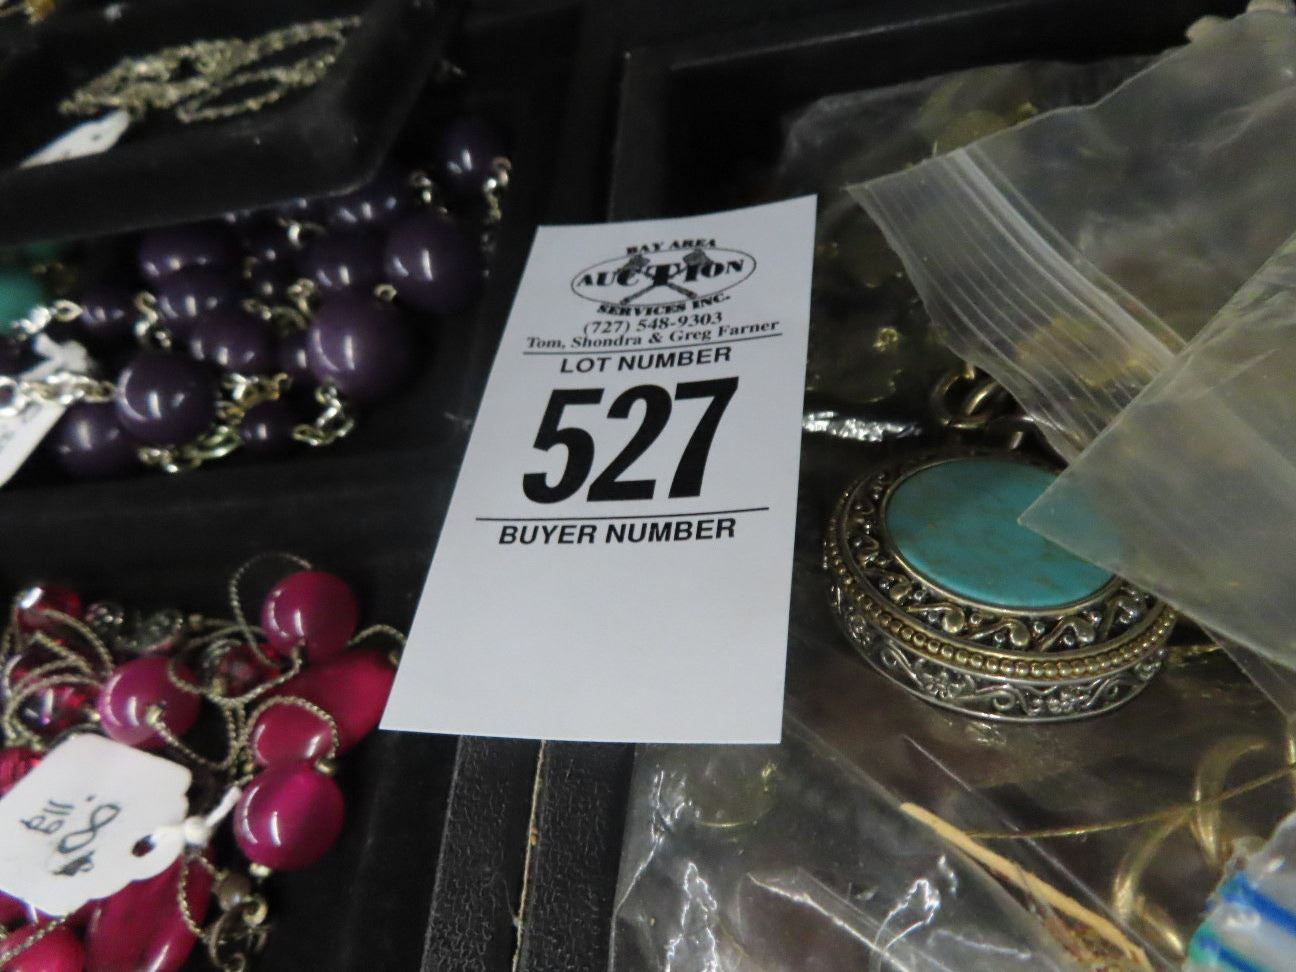 BAY AREA
AUCTION
SERVICES INC.
(727) 548-9303
Tom, Shondra & Greg Farner
LOT NUMBER
527
BUYER NUMBER